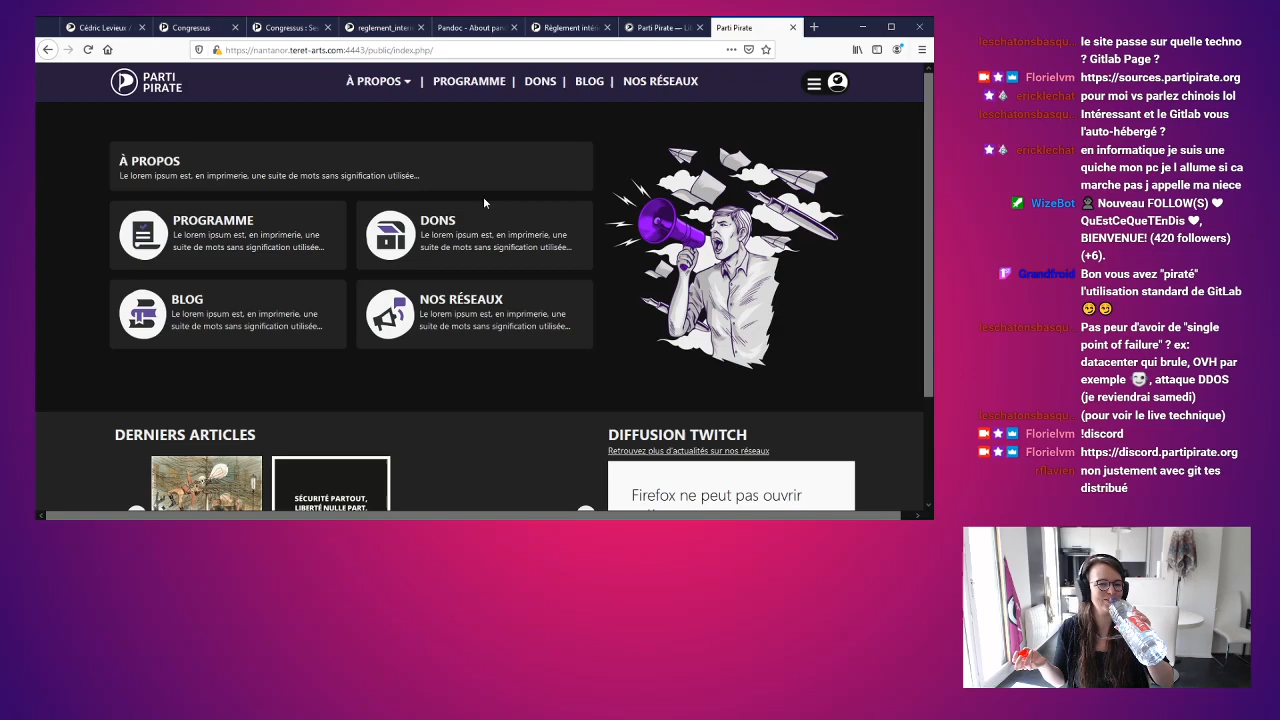 Cédric Levieux /
Congressus
Congressus : Sé
reglement_interi
Pandoc - About pan
Règlement intéri
Parti Pirate — Li
Parti Pirate
https://nantanor.teret-arts.com:4443/public/index.php/
PARTI
PIRATE
À PROPOS | PROGRAMME | DONS | BLOG | NOS RÉSEAUX
À PROPOS
Le lorem ipsum est, en imprimerie, une suite de mots sans signification utilisée...
PROGRAMME
Le lorem ipsum est, en imprimerie, une
suite de mots sans signification utilisée...
DONS
Le lorem ipsum est, en imprimerie, une
suite de mots sans signification utilisée...
BLOG
Le lorem ipsum est, en imprimerie, une
suite de mots sans signification utilisée...
NOS RÉSEAUX
Le lorem ipsum est, en imprimerie, une
suite de mots sans signification utilisée...
DERNIERS ARTICLES
SÉCURITÉ PARTOUT,
LIBERTÉ NULLE PART.
DIFFUSION TWITCH
Retrouvez plus d'actualités sur nos réseaux
Firefox ne peut pas ouvrir
leschatonsbasqu... le site passe sur quelle techno
? Gitlab Page ?
Florielvm https://sources.partipirate.org
ericklechat pour moi vs parlez chinois lol
leschatonsbasqu... Intéressant et le Gitlab vous
l'auto-hébergé ?
ericklechat en informatique je suis une
quiche mon pc je l allume si ca
marche pas j appelle ma niece
WizeBot Nouveau FOLLOW(S)
QuEstCeQueTEnDis ,
BIENVENUE! (420 followers)
(+6).
Grandfroid Bon vous avez "piraté"
l'utilisation standard de GitLab
leschatonsbasqu... Pas peur d'avoir de "single
point of failure" ? ex:
datacenter qui brule, OVH par
exemple , attaque DDOS
(je reviendrai samedi)
leschatonsbasqu... (pour voir le live technique)
Florielvm !discord
Florielvm https://discord.partipirate.org
rflavien non justement avec git tes
distribué